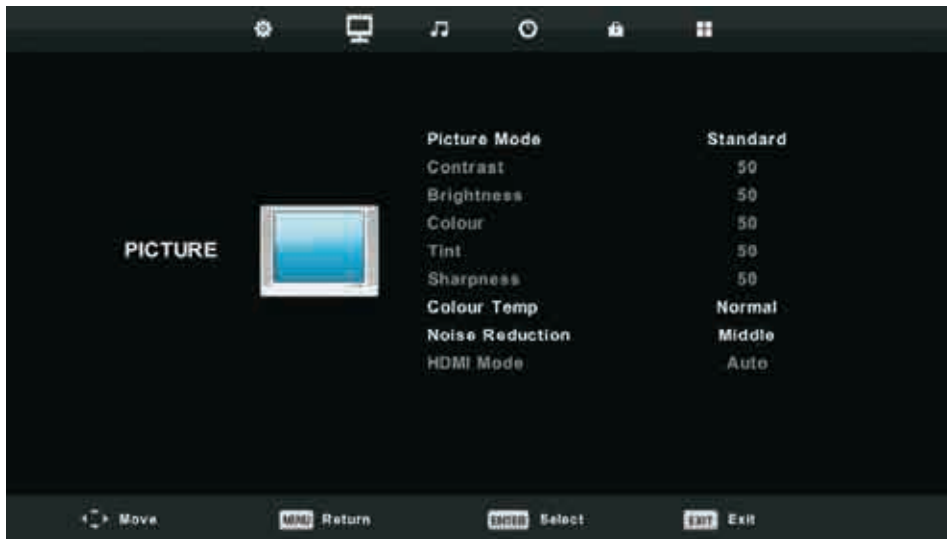 Picture Mode Standard
Contrast 50
Brightness 50
Colour 50
PICTURE
Tint 50
Sharpness 50
Colour Temp Normal
Noise Reduction Middle
HDMI Mode Auto
Move MENU Return ENTER Select EXIT Exit